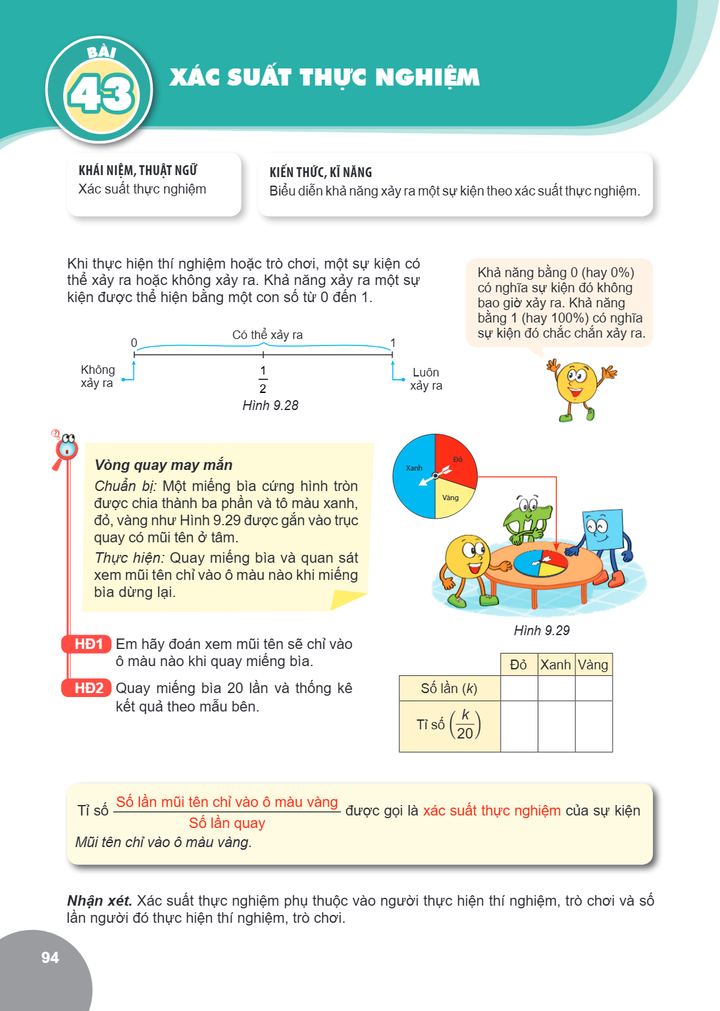 BÀI
43
XÁC SUẤT THỰC NGHIỆM
KHÁI NIỆM, THUẬT NGỮ
Xác suất thực nghiệm
KIẾN THỨC, KĨ NĂNG
Biểu diễn khả năng xảy ra một sự kiện theo xác suất thực nghiệm.
Khi thực hiện thí nghiệm hoặc trò chơi, một sự kiện có
thể xảy ra hoặc không xảy ra. Khả năng xảy ra một sự
kiện được thể hiện bằng một con số từ 0 đến 1.
Khả năng bằng 0 (hay 0%)
có nghĩa sự kiện đó không
bao giờ xảy ra. Khả năng
bằng 1 (hay 100%) có nghĩa
sự kiện đó chắc chắn xảy ra.
0 Có thể xảy ra 1
Không
xảy ra
1
2
Luôn
xảy ra
Hình 9.28
Vòng quay may mắn
Chuẩn bị: Một miếng bìa cứng hình tròn
được chia thành ba phần và tô màu xanh,
đỏ, vàng như Hình 9.29 được gắn vào trục
quay có mũi tên ở tâm.
Thực hiện: Quay miếng bìa và quan sát
xem mũi tên chỉ vào ô màu nào khi miếng
bìa dừng lại.
Xanh
Đỏ
Vàng
Hình 9.29
HĐ1 Em hãy đoán xem mũi tên sẽ chỉ vào
ô màu nào khi quay miếng bìa.
HĐ2 Quay miếng bìa 20 lần và thống kê
kết quả theo mẫu bên.
Đỏ Xanh Vàng
Số lần (k)
Tỉ số (k/20)
Tỉ số Số lần mũi tên chỉ vào ô màu vàng / Số lần quay được gọi là xác suất thực nghiệm của sự kiện
Mũi tên chỉ vào ô màu vàng.
Nhận xét. Xác suất thực nghiệm phụ thuộc vào người thực hiện thí nghiệm, trò chơi và số
lần người đó thực hiện thí nghiệm, trò chơi.
94